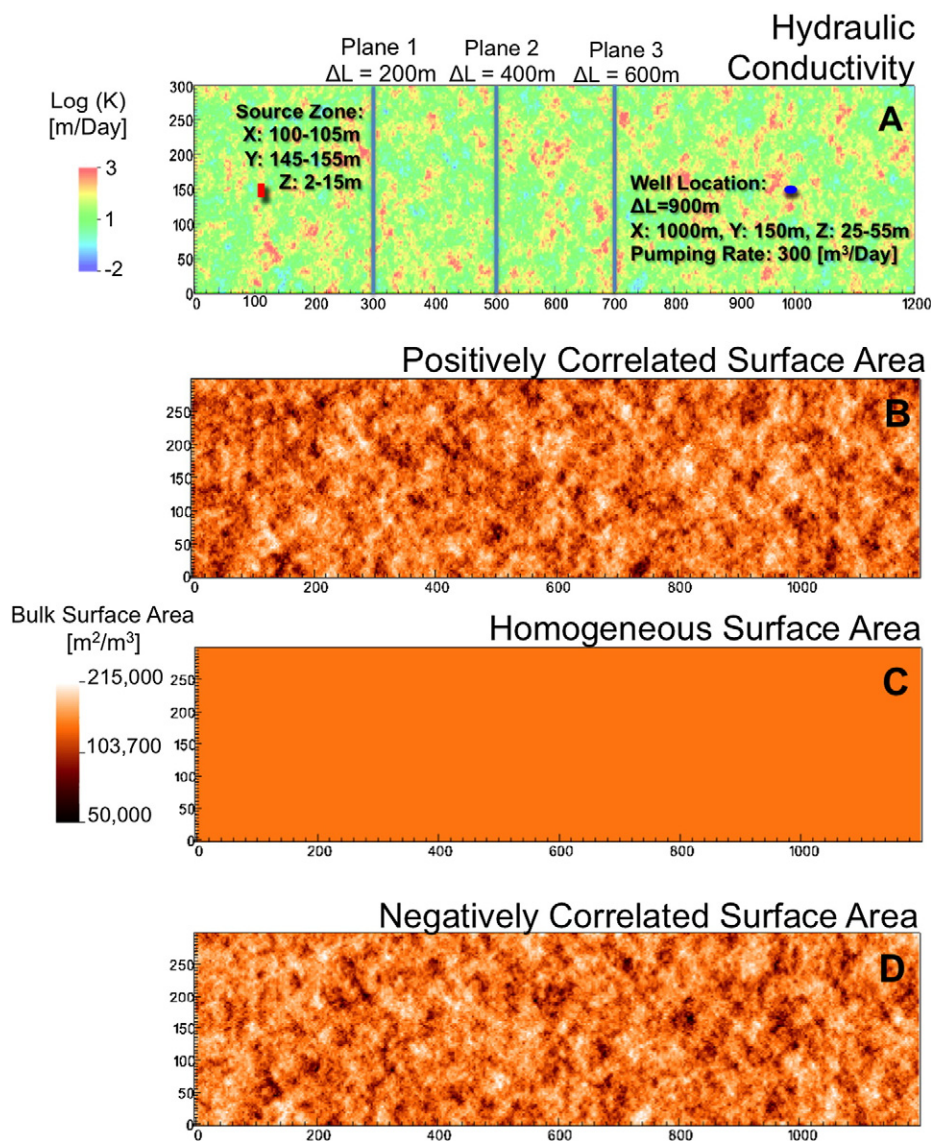 Hydraulic
Conductivity
Plane 1
ΔL = 200m
Plane 2
ΔL = 400m
Plane 3
ΔL = 600m
Log (K)
[m/Day]
3
1
-2
A
Source Zone:
X: 100-105m
Y: 145-155m
Z: 2-15m
Well Location:
ΔL=900m
X: 1000m, Y: 150m, Z: 25-55m
Pumping Rate: 300 [m³/Day]
300
250
200
150
100
50
0
0 100 200 300 400 500 600 700 800 900 1000 1100 1200
Positively Correlated Surface Area
B
250
200
150
100
50
0
0 200 400 600 800 1000
Bulk Surface Area
[m²/m³]
215,000
103,700
50,000
Homogeneous Surface Area
C
250
200
150
100
50
0
0 200 400 600 800 1000
Negatively Correlated Surface Area
D
250
200
150
100
50
0
0 200 400 600 800 1000